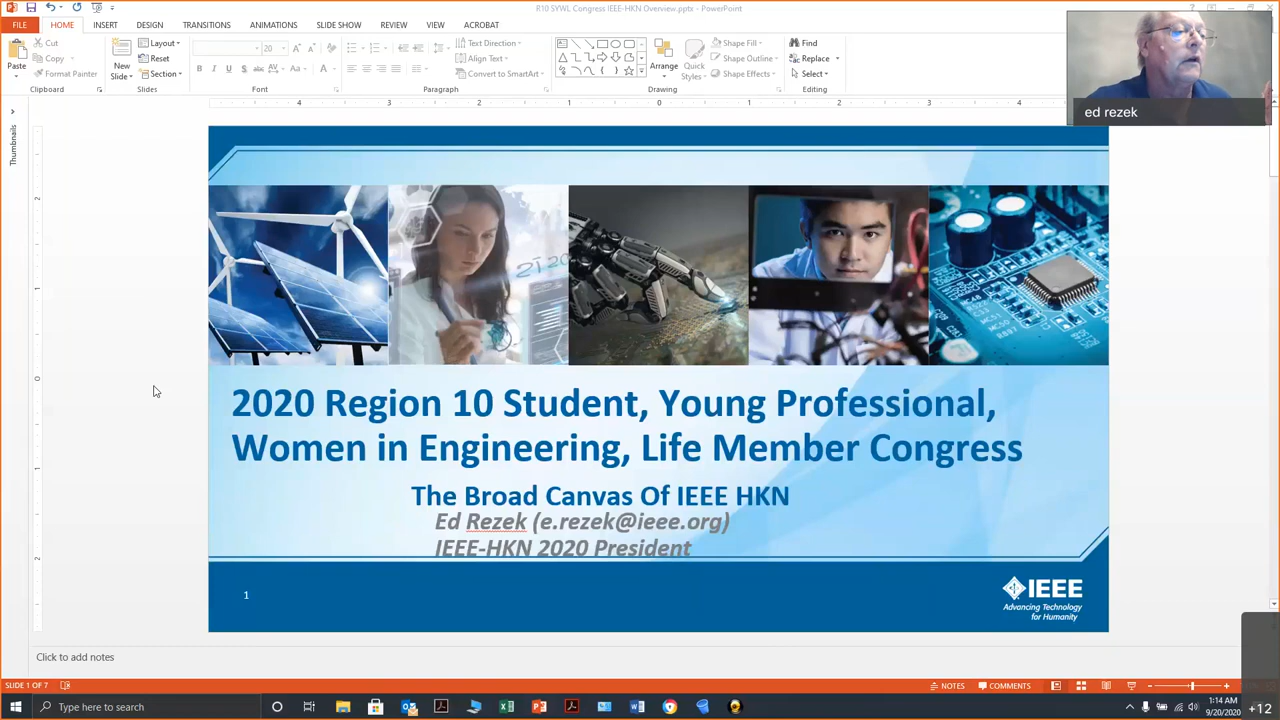 R10 SYWL Congress IEEE-HKN Overview.pptx - PowerPoint
FILE HOME INSERT DESIGN TRANSITIONS ANIMATIONS SLIDE SHOW REVIEW VIEW ACROBAT
Cut
Copy
Format Painter
Paste
Clipboard
New
Slide
Layout
Reset
Section
Slides
20
Font
Text Direction
Align Text
Convert to SmartArt
Paragraph
Arrange
Quick
Styles
Shape Fill
Shape Outline
Shape Effects
Drawing
Find
Replace
Select
Editing
ed rezek
Thumbnails
2020 Region 10 Student, Young Professional,
Women in Engineering, Life Member Congress
The Broad Canvas Of IEEE HKN
Ed Rezek (e.rezek@ieee.org)
IEEE-HKN 2020 President
1
IEEE
Advancing Technology
for Humanity
Click to add notes
SLIDE 1 OF 7
NOTES COMMENTS
Type here to search
1:14 AM
9/20/2020
+12